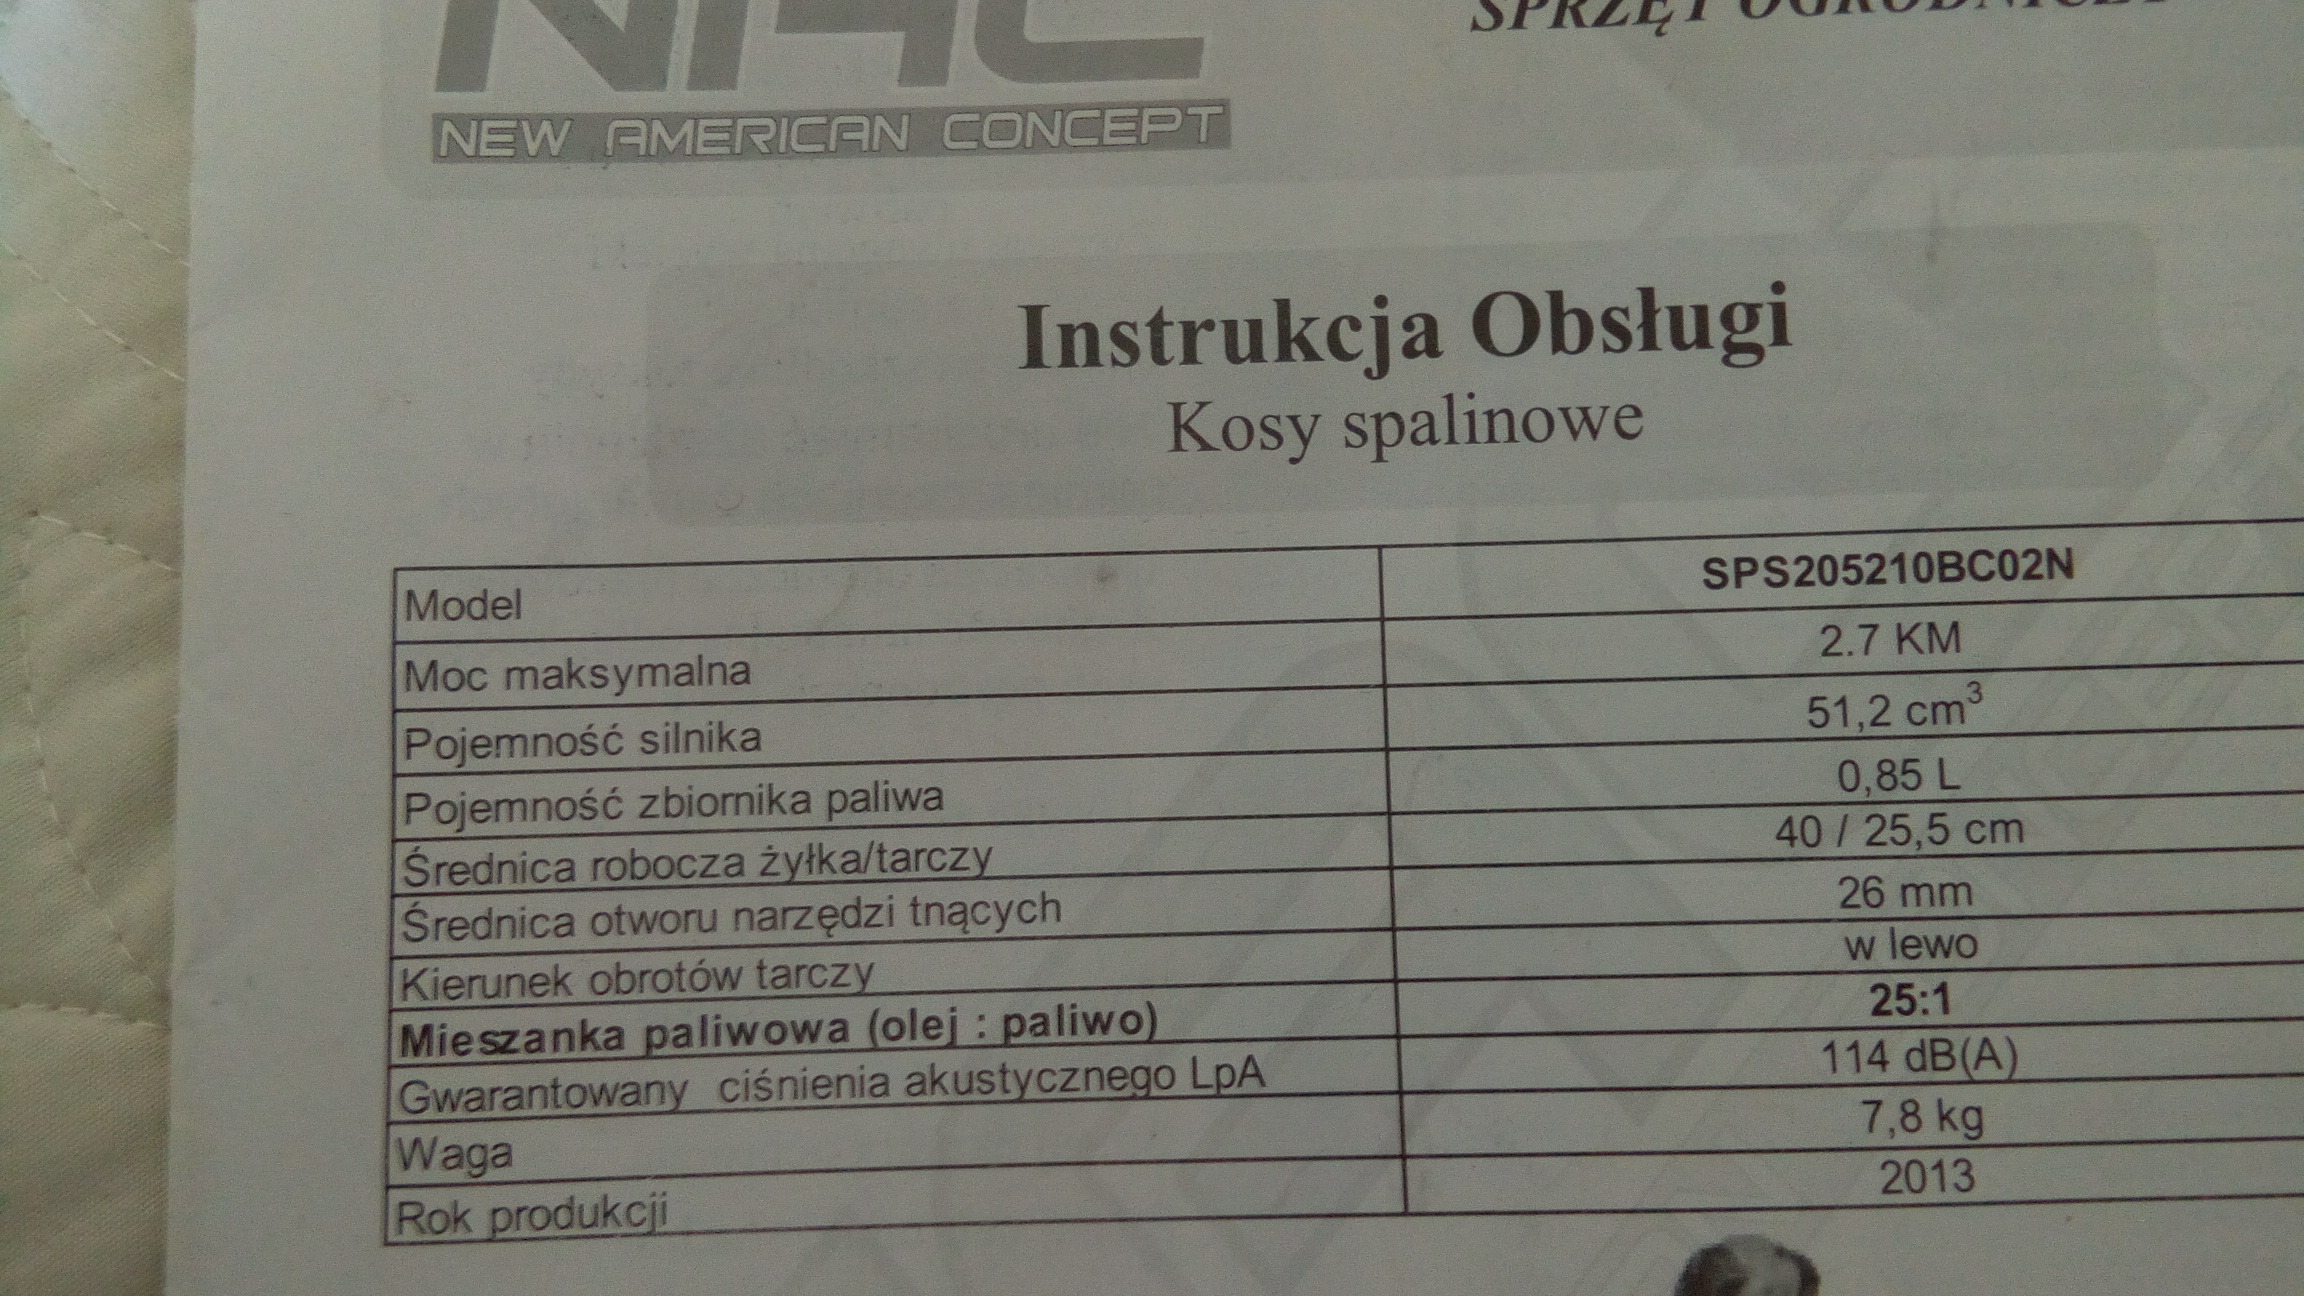 NAC
SPRZĘT OGRODNICZY
NEW AMERICAN CONCEPT
Instrukcja Obsługi
Kosy spalinowe
Model SPS205210BC02N
Moc maksymalna 2.7 KM
Pojemność silnika 51,2 cm³
Pojemność zbiornika paliwa 0,85 L
Średnica robocza żyłka/tarczy 40 / 25,5 cm
Średnica otworu narzędzi tnących 26 mm
Kierunek obrotów tarczy w lewo
Mieszanka paliwowa (olej : paliwo) 25:1
Gwarantowany ciśnienia akustycznego LpA 114 dB(A)
Waga 7,8 kg
Rok produkcji 2013